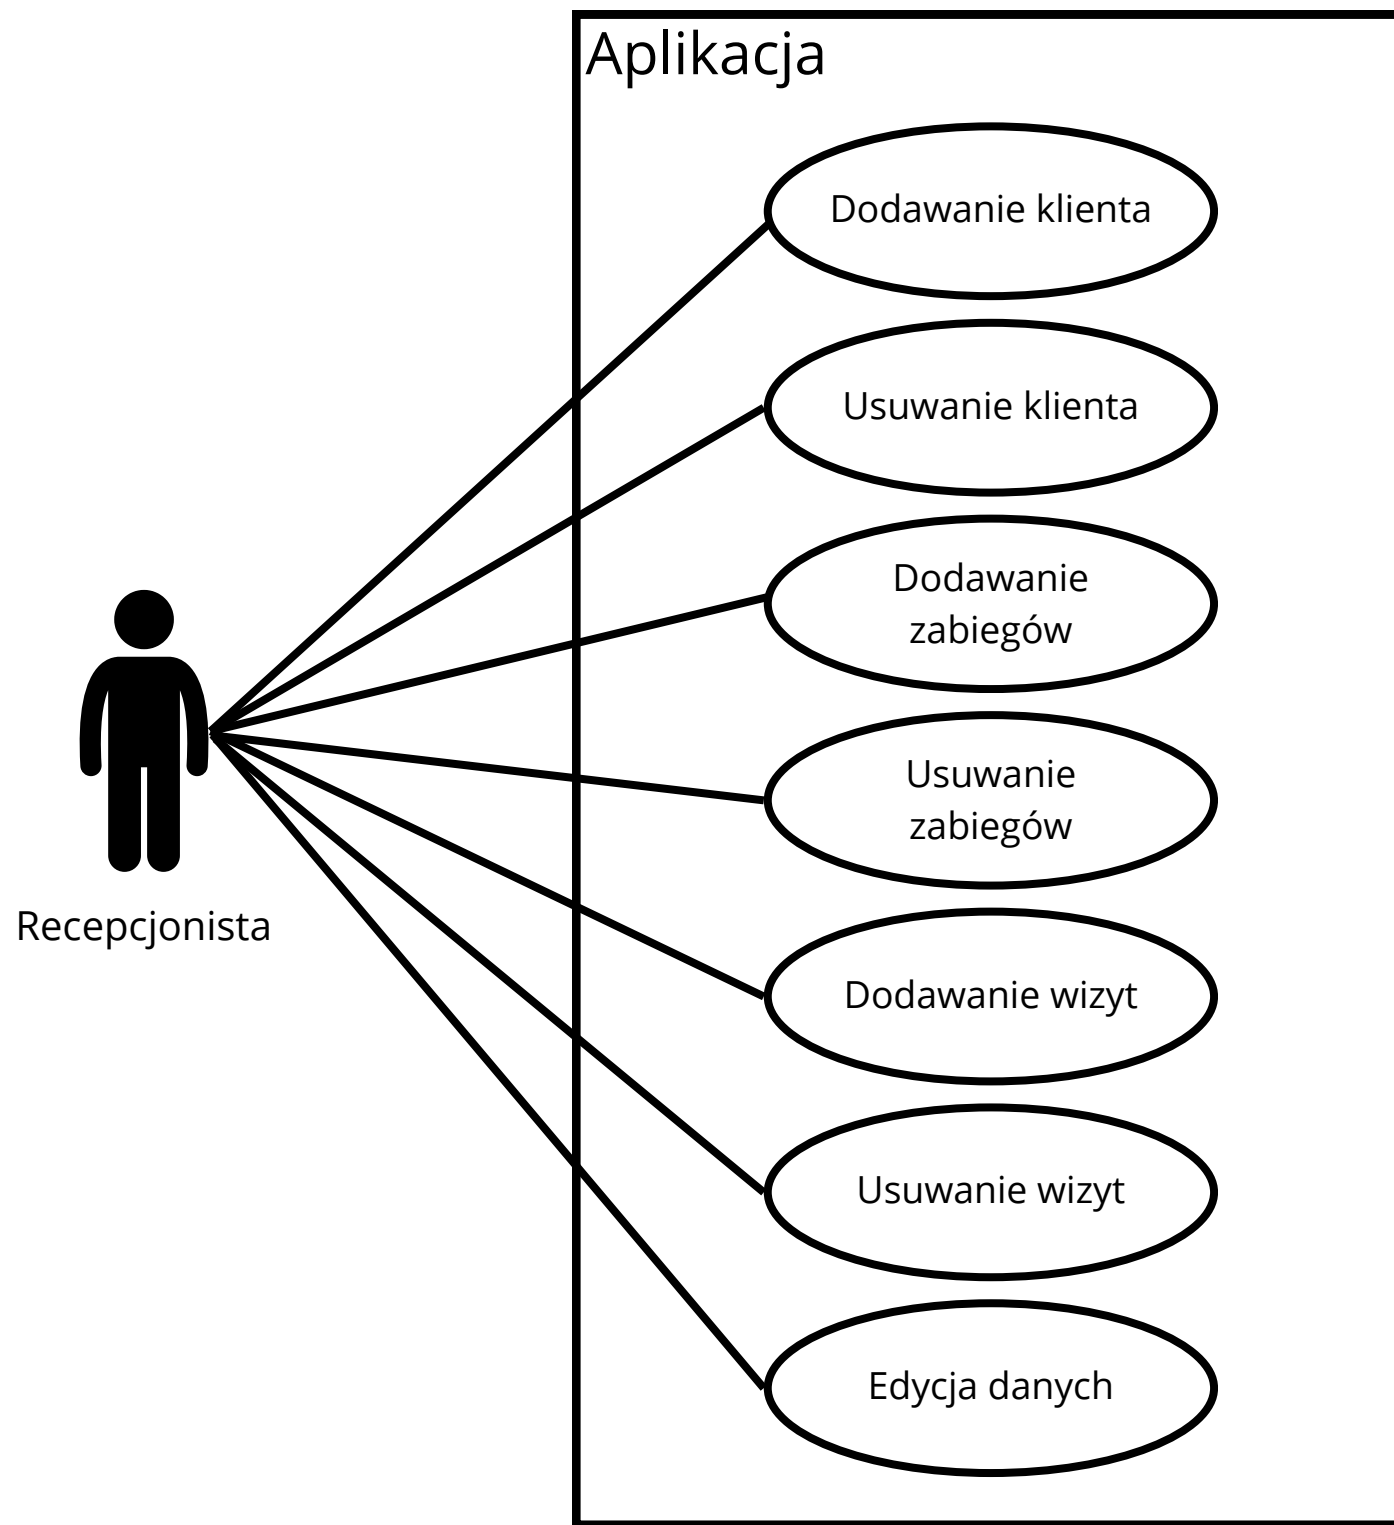 Aplikacja
Dodawanie klienta
Usuwanie klienta
Dodawanie
zabiegów
Usuwanie
zabiegów
Recepcjonista
Dodawanie wizyt
Usuwanie wizyt
Edycja danych